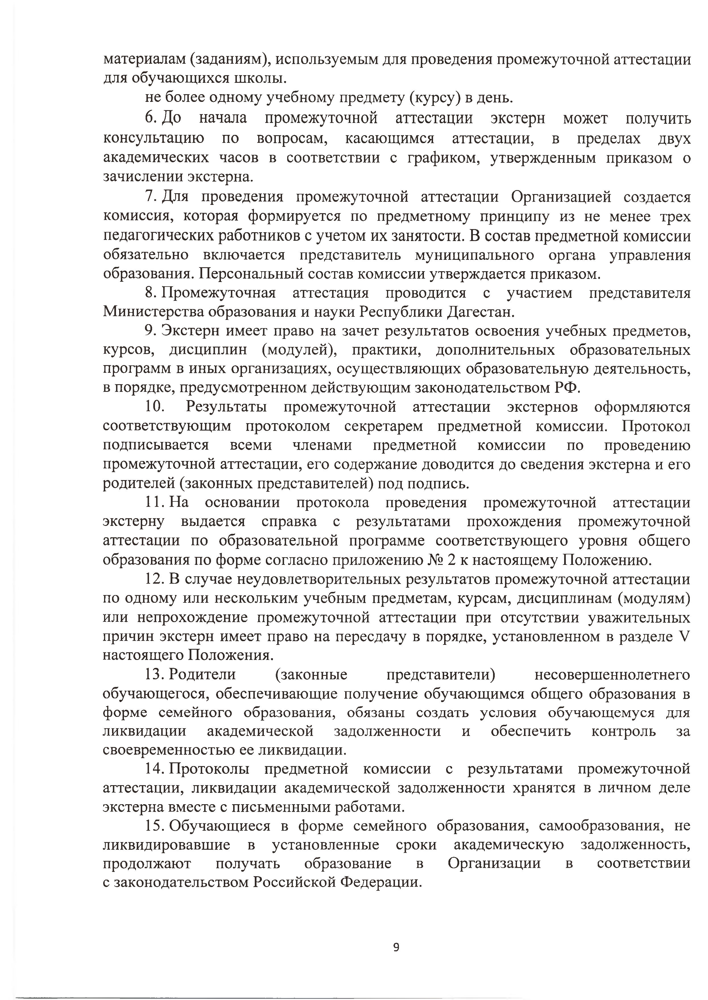 материалам (заданиям), используемым для проведения промежуточной аттестации
для обучающихся школы.
не более одному учебному предмету (курсу) в день.
6. До начала промежуточной аттестации экстерн может получить
консультацию по вопросам, касающимся аттестации, в пределах двух
академических часов в соответствии с графиком, утвержденным приказом о
зачислении экстерна.
7. Для проведения промежуточной аттестации Организацией создается
комиссия, которая формируется по предметному принципу из не менее трех
педагогических работников с учетом их занятости. В состав предметной комиссии
обязательно включается представитель муниципального органа управления
образования. Персональный состав комиссии утверждается приказом.
8. Промежуточная аттестация проводится с участием представителя
Министерства образования и науки Республики Дагестан.
9. Экстерн имеет право на зачет результатов освоения учебных предметов,
курсов, дисциплин (модулей), практики, дополнительных образовательных
программ в иных организациях, осуществляющих образовательную деятельность,
в порядке, предусмотренном действующим законодательством РФ.
10. Результаты промежуточной аттестации экстернов оформляются
соответствующим протоколом секретарем предметной комиссии. Протокол
подписывается всеми членами предметной комиссии по проведению
промежуточной аттестации, его содержание доводится до сведения экстерна и его
родителей (законных представителей) под подпись.
11. На основании протокола проведения промежуточной аттестации
экстерну выдается справка с результатами прохождения промежуточной
аттестации по образовательной программе соответствующего уровня общего
образования по форме согласно приложению № 2 к настоящему Положению.
12. В случае неудовлетворительных результатов промежуточной аттестации
по одному или нескольким учебным предметам, курсам, дисциплинам (модулям)
или непрохождение промежуточной аттестации при отсутствии уважительных
причин экстерн имеет право на пересдачу в порядке, установленном в разделе V
настоящего Положения.
13. Родители (законные представители) несовершеннолетнего
обучающегося, обеспечивающие получение обучающимся общего образования в
форме семейного образования, обязаны создать условия обучающемуся для
ликвидации академической задолженности и обеспечить контроль за
своевременностью ее ликвидации.
14. Протоколы предметной комиссии с результатами промежуточной
аттестации, ликвидации академической задолженности хранятся в личном деле
экстерна вместе с письменными работами.
15. Обучающиеся в форме семейного образования, самообразования, не
ликвидировавшие в установленные сроки академическую задолженность,
продолжают получать образование в Организации в соответствии
с законодательством Российской Федерации.
9